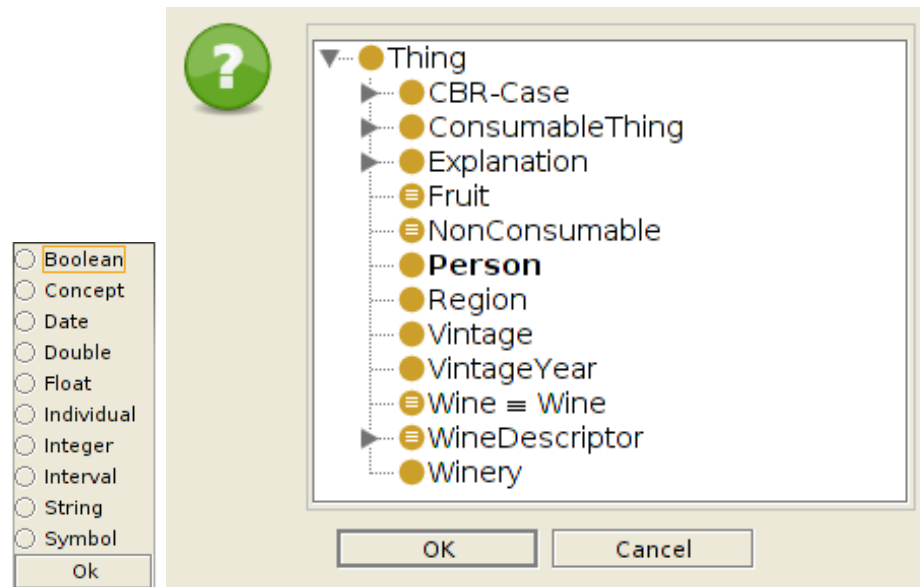 Boolean
Concept
Date
Double
Float
Individual
Integer
Interval
String
Symbol
Ok
?
Thing
CBR-Case
ConsumableThing
Explanation
Fruit
NonConsumable
Person
Region
Vintage
VintageYear
Wine ≡ Wine
WineDescriptor
Winery
OK Cancel